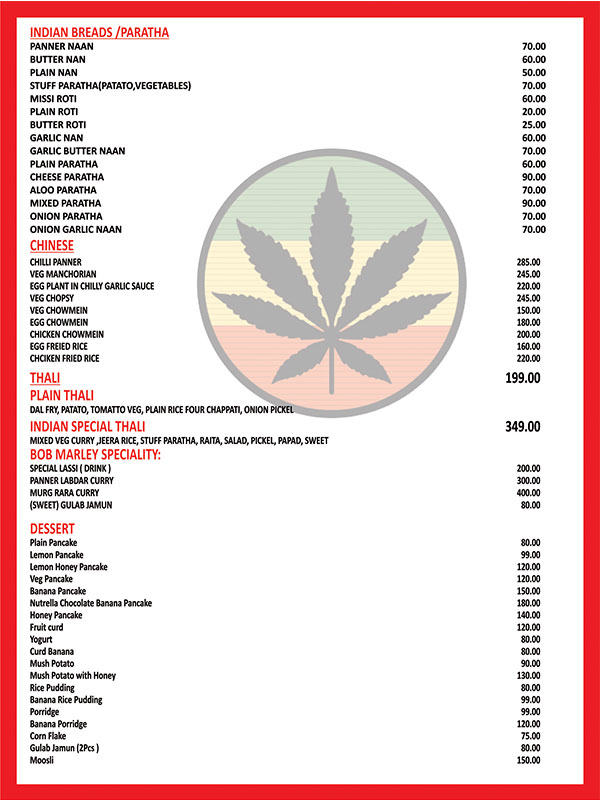 INDIAN BREADS /PARATHA
PANNER NAAN 70.00
BUTTER NAN 60.00
PLAIN NAN 50.00
STUFF PARATHA(PATATO,VEGETABLES) 70.00
MISSI ROTI 60.00
PLAIN ROTI 20.00
BUTTER ROTI 25.00
GARLIC NAN 60.00
GARLIC BUTTER NAAN 70.00
PLAIN PARATHA 60.00
CHEESE PARATHA 90.00
ALOO PARATHA 70.00
MIXED PARATHA 90.00
ONION PARATHA 70.00
ONION GARLIC NAAN 70.00
CHINESE
CHILLI PANNER 285.00
VEG MANCHORIAN 245.00
EGG PLANT IN CHILLY GARLIC SAUCE 220.00
VEG CHOPSY 245.00
VEG CHOWMEIN 150.00
EGG CHOWMEIN 180.00
CHICKEN CHOWMEIN 200.00
EGG FREIED RICE 160.00
CHCIKEN FRIED RICE 220.00
THALI 199.00
PLAIN THALI
DAL FRY, PATATO, TOMATTO VEG, PLAIN RICE FOUR CHAPPATI, ONION PICKEL
INDIAN SPECIAL THALI 349.00
MIXED VEG CURRY ,JEERA RICE, STUFF PARATHA, RAITA, SALAD, PICKEL, PAPAD, SWEET
BOB MARLEY SPECIALITY:
SPECIAL LASSI ( DRINK ) 200.00
PANNER LABDAR CURRY 300.00
MURG RARA CURRY 400.00
(SWEET) GULAB JAMUN 80.00
DESSERT
Plain Pancake 80.00
Lemon Pancake 99.00
Lemon Honey Pancake 120.00
Veg Pancake 120.00
Banana Pancake 150.00
Nutrella Chocolate Banana Pancake 180.00
Honey Pancake 140.00
Fruit curd 120.00
Yogurt 80.00
Curd Banana 80.00
Mush Potato 90.00
Mush Potato with Honey 130.00
Rice Pudding 80.00
Banana Rice Pudding 99.00
Porridge 99.00
Banana Porridge 120.00
Corn Flake 75.00
Gulab Jamun (2Pcs ) 80.00
Moosli 150.00